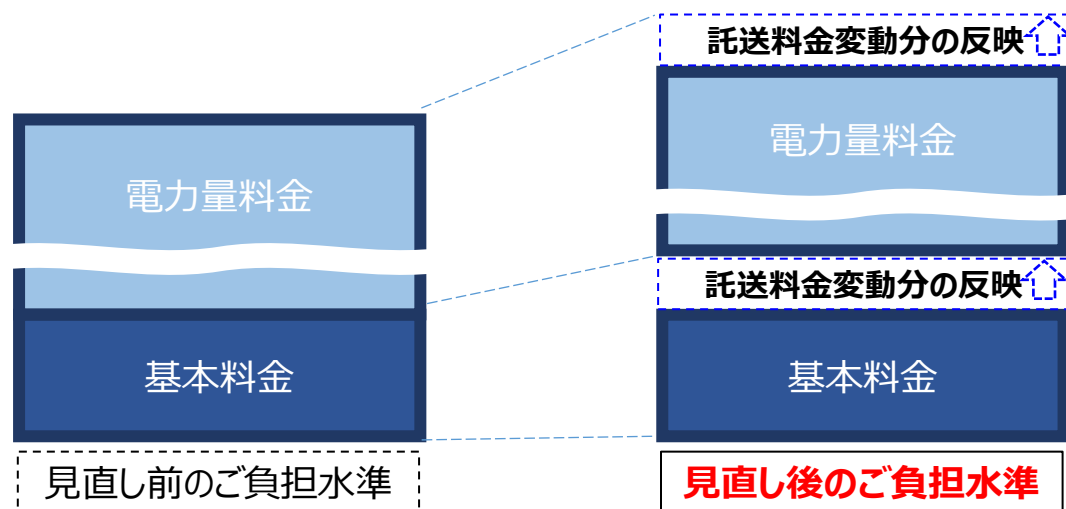 電力量料金
基本料金
見直し前のご負担水準
託送料金変動分の反映
電力量料金
託送料金変動分の反映
基本料金
見直し後のご負担水準